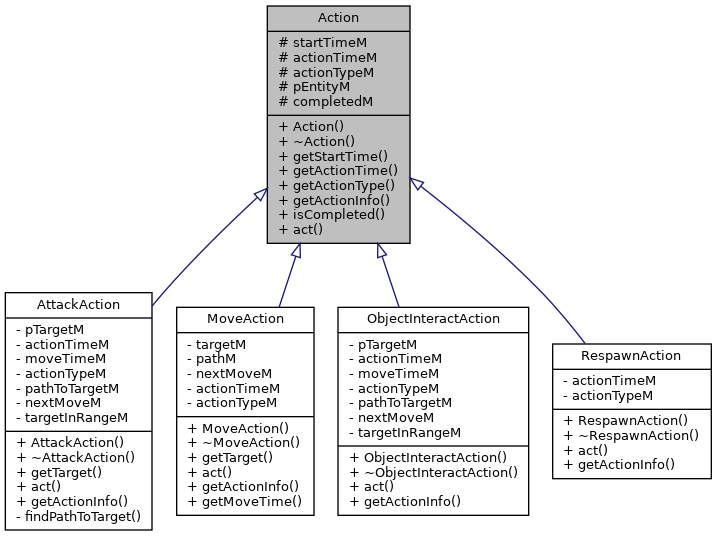 Action
# startTimeM
# actionTimeM
# actionTypeM
# pEntityM
# completedM
+ Action()
+ ~Action()
+ getStartTime()
+ getActionTime()
+ getActionType()
+ getActionInfo()
+ isCompleted()
+ act()
AttackAction
- pTargetM
- actionTimeM
- moveTimeM
- actionTypeM
- pathToTargetM
- nextMoveM
- targetInRangeM
+ AttackAction()
+ ~AttackAction()
+ getTarget()
+ act()
+ getActionInfo()
- findPathToTarget()
MoveAction
- targetM
- pathM
- nextMoveM
- actionTimeM
- actionTypeM
+ MoveAction()
+ ~MoveAction()
+ getTarget()
+ act()
+ getActionInfo()
+ getMoveTime()
ObjectInteractAction
- pTargetM
- actionTimeM
- moveTimeM
- actionTypeM
- pathToTargetM
- nextMoveM
- targetInRangeM
+ ObjectInteractAction()
+ ~ObjectInteractAction()
+ act()
+ getActionInfo()
RespawnAction
- actionTimeM
- actionTypeM
+ RespawnAction()
+ ~RespawnAction()
+ act()
+ getActionInfo()